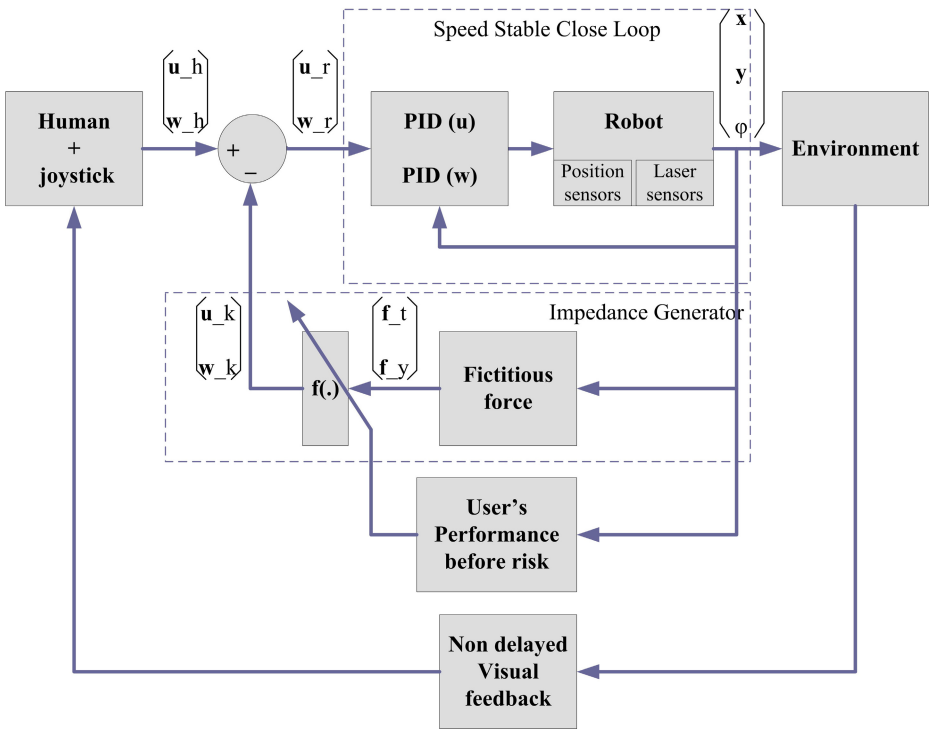 Speed Stable Close Loop
x
y
φ
u_h
w_h
u_r
w_r
Human
+
joystick
+
−
PID (u)
PID (w)
Robot
Position
sensors
Laser
sensors
Environment
Impedance Generator
u_k
w_k
f_t
f_y
f(.)
Fictitious
force
User's
Performance
before risk
Non delayed
Visual
feedback